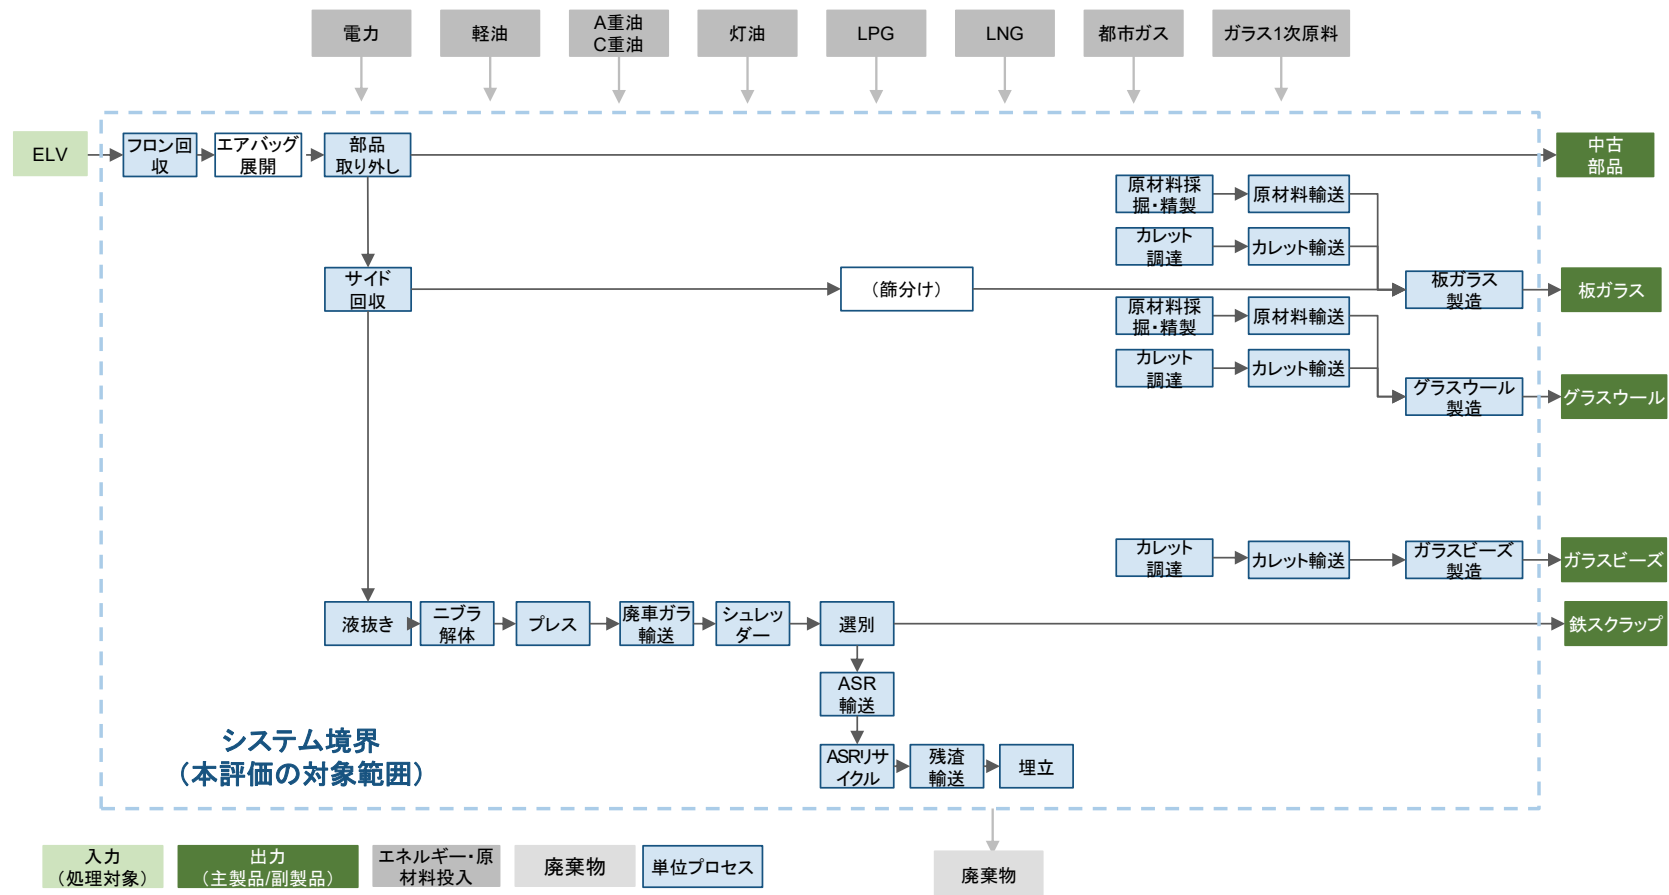 電力
軽油
A重油
C重油
灯油
LPG
LNG
都市ガス
ガラス1次原料
ELV
フロン回
収
エアバッグ
展開
部品
取り外し
中古
部品
原材料採
掘・精製
原材料輸送
カレット
調達
カレット輸送
サイド
回収
（篩分け）
板ガラス
製造
板ガラス
原材料採
掘・精製
原材料輸送
カレット
調達
カレット輸送
グラスウール
製造
グラスウール
カレット
調達
カレット輸送
ガラスビーズ
製造
ガラスビーズ
液抜き
ニブラ
解体
プレス
廃車ガラ
輸送
シュレッ
ダー
選別
鉄スクラップ
ASR
輸送
ASRリサ
イクル
残渣
輸送
埋立
システム境界
（本評価の対象範囲）
入力
（処理対象）
出力
（主製品/副製品）
エネルギー・原
材料投入
廃棄物
単位プロセス
廃棄物